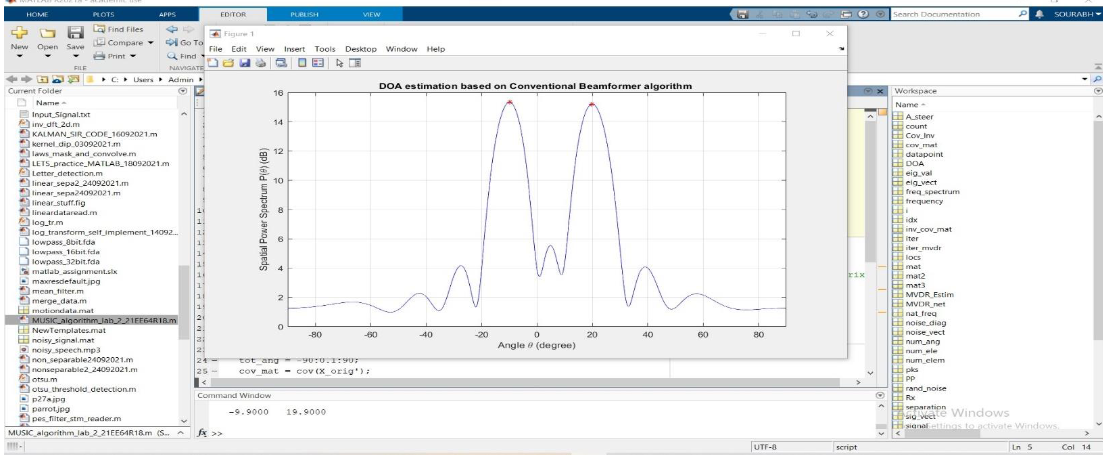 MATLAB R2021a - academic use
HOME PLOTS APPS EDITOR PUBLISH VIEW Search Documentation SOURABH
New Open Save Find Files Compare Print Go To Find
FILE NAVIGATE
C: Users Admin
Current Folder
Name
Input_Signal.txt
inv_dft_2d.m
KALMAN_SIR_CODE_16092021.m
kernel_dip_03092021.m
laws_mask_and_convolve.m
LETS_practice_MATLAB_18092021.m
Letter_detection.m
linear_sepa2_24092021.m
linear_sepa24092021.m
linear_stuff.fig
lineardataread.m
log_tr.m
log_transform_self_implement_14092...
lowpass_8bit.fda
lowpass_16bit.fda
lowpass_32bit.fda
matlab_assignment.slx
maxresdefault.jpg
mean_filter.m
merge_data.m
motiondata.mat
MUSIC_algorithm_lab_2_21EE64R18.m
NewTemplates.mat
noisy_signal.mat
noisy_speech.mp3
non_separable24092021.m
nonseparable2_24092021.m
otsu.m
otsu_threshold_detection.m
p27a.jpg
parrot.jpg
pes_filter_stm_reader.m
MUSIC_algorithm_lab_2_21EE64R18.m (S...
Figure 1
File Edit View Insert Tools Desktop Window Help
DOA estimation based on Conventional Beamformer algorithm
Spatial Power Spectrum P(θ) (dB)
16
14
12
10
8
6
4
2
0
-80 -60 -40 -20 0 20 40 60 80
Angle θ (degree)
rix
24 tot_ang = -90:0.1:90;
25 cov_mat = cov(X_orig');
Command Window
-9.9000 19.9000
fx >>
Workspace
Name
A_steer
count
Cov_Inv
cov_mat
datapoint
DOA
eig_val
eig_vect
freq_spectrum
frequency
i
idx
inv_cov_mat
iter
iter_mvdr
locs
mat
mat2
mat3
MVDR_Estim
MVDR_net
nat_freq
noise_diag
noise_vect
num_ang
num_ele
num_elem
pks
PP
rand_noise
Rx
separation
sig_vect
signal
Activate Windows
Settings to activate Windows.
UTF-8 script Ln 5 Col 14